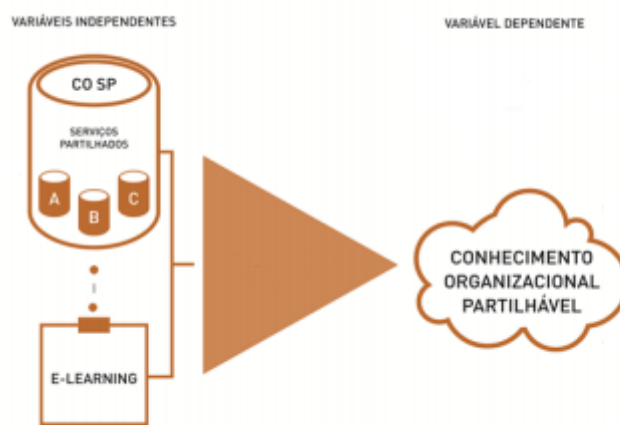 VARIÁVEIS INDEPENDENTES
VARIÁVEL DEPENDENTE
CO SP
SERVIÇOS
PARTILHADOS
A
B
C
E-LEARNING
CONHECIMENTO
ORGANIZACIONAL
PARTILHÁVEL